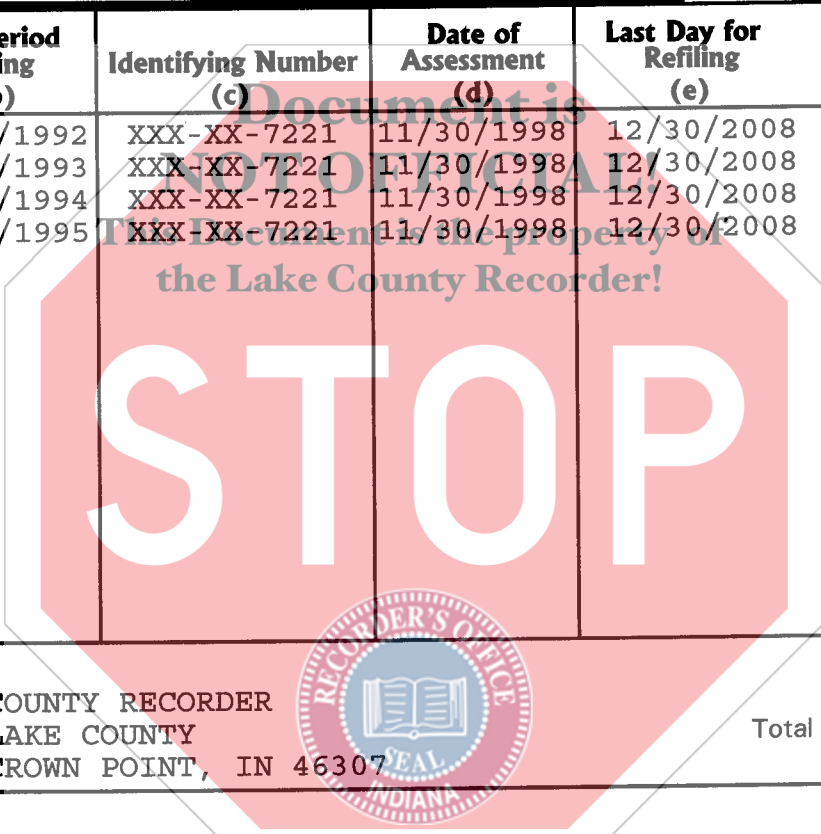 eriod
ing
Identifying Number
(c)
Date of
Assessment
(d)
Last Day for
Refiling
(e)
/1992 XXX-XX-7221 11/30/1998 12/30/2008
/1993 XXX-XX-7221 11/30/1998 12/30/2008
/1994 XXX-XX-7221 11/30/1998 12/30/2008
/1995 XXX-XX-7221 11/30/1998 12/30/2008
Document is
NOT OFFICIAL!
This Document is the property of
the Lake County Recorder!
STOP
RECORDER'S OFFICE
SEAL
INDIANA
OUNTY RECORDER
AKE COUNTY
ROWN POINT, IN 46307
Total